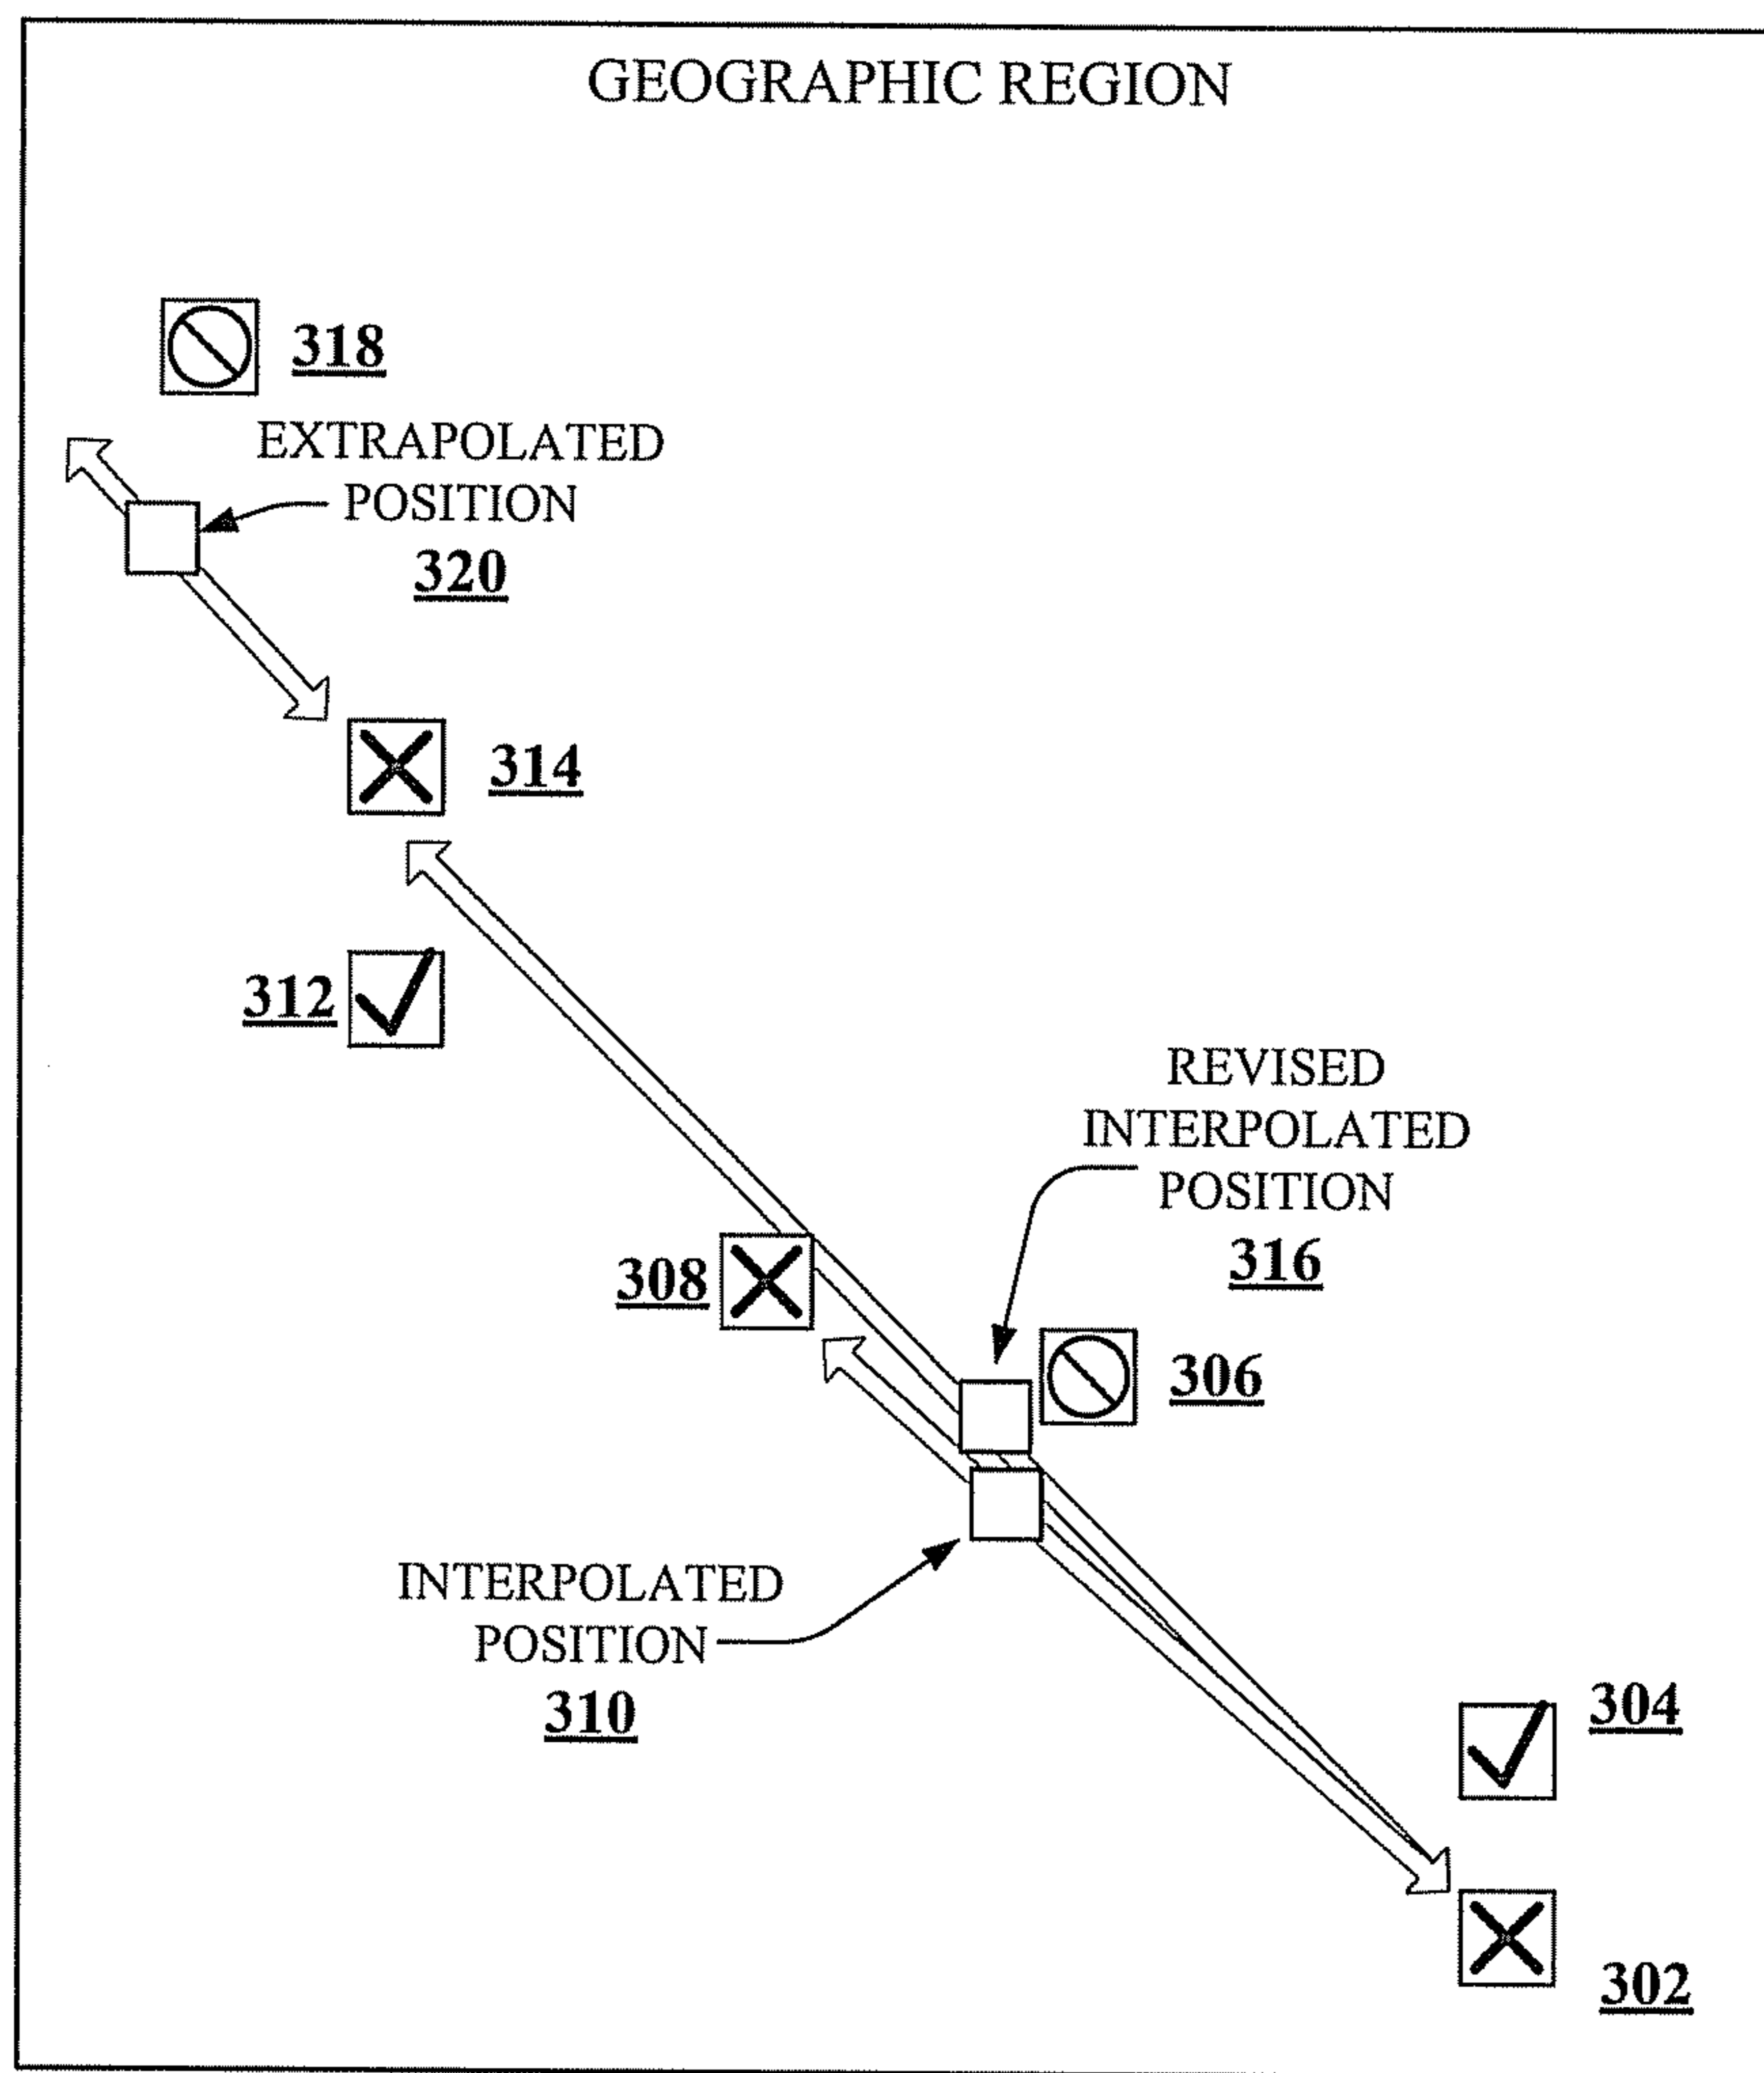 GEOGRAPHIC REGION
318
EXTRAPOLATED
POSITION
320
314
312
REVISED
INTERPOLATED
POSITION
316
308
306
INTERPOLATED
POSITION
310
304
302